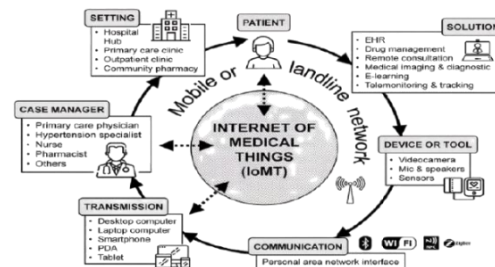 SETTING
• Hospital
Hub
• Primary care clinic
• Outpatient clinic
• Community pharmacy
PATIENT
SOLUTION
• EHR
• Drug management
• Remote consultation
• Medical imaging & diagnostic
• E-learning
• Telemonitoring & tracking
Mobile or landline network
CASE MANAGER
• Primary care physician
• Hypertension specialist
• Nurse
• Pharmacist
• Others
INTERNET OF
MEDICAL
THINGS
(IoMT)
DEVICE OR TOOL
• Videocamera
• Mic & speakers
• Sensors
TRANSMISSION
• Desktop computer
• Laptop computer
• Smartphone
• PDA
• Tablet
COMMUNICATION
Wi Fi
Personal area network interface